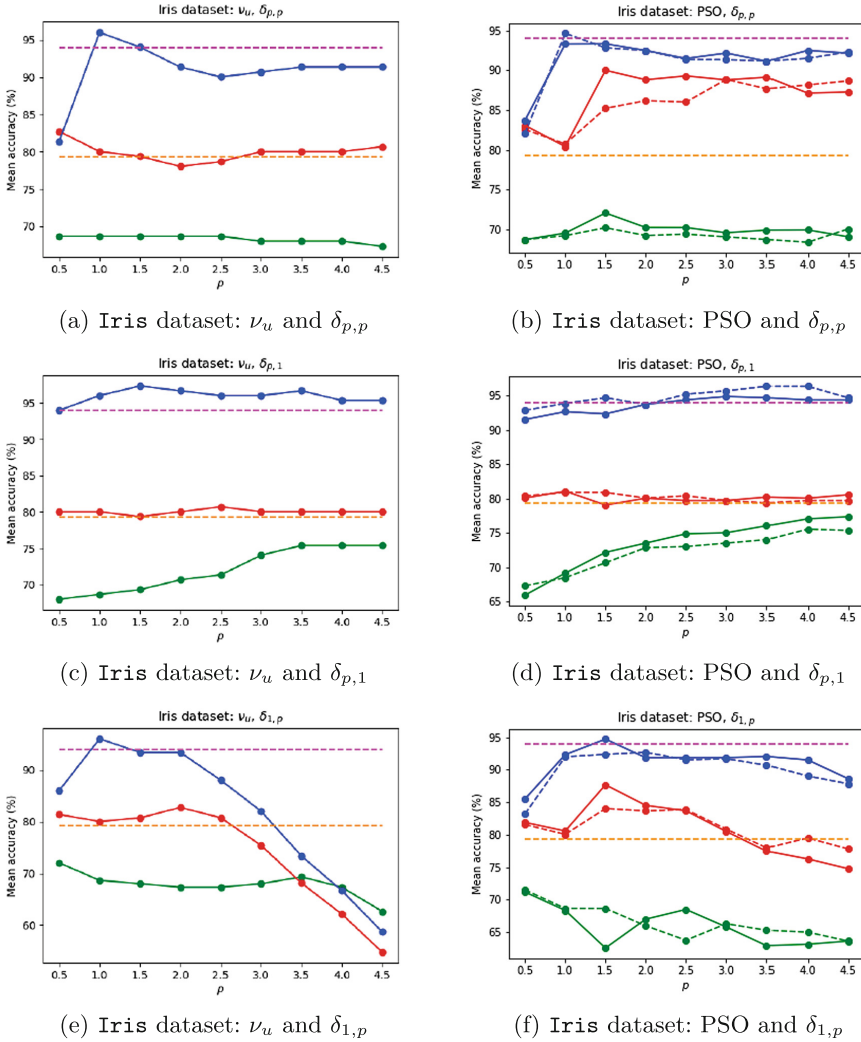 Iris dataset: νᵤ, δₚ,ₚ
Mean accuracy (%)
95
90
85
80
75
70
0.5 1.0 1.5 2.0 2.5 3.0 3.5 4.0 4.5
p
(a) Iris dataset: νᵤ and δₚ,ₚ
Iris dataset: PSO, δₚ,ₚ
Mean accuracy (%)
95
90
85
80
75
70
0.5 1.0 1.5 2.0 2.5 3.0 3.5 4.0 4.5
p
(b) Iris dataset: PSO and δₚ,ₚ
Iris dataset: νᵤ, δₚ,₁
Mean accuracy (%)
95
90
85
80
75
70
0.5 1.0 1.5 2.0 2.5 3.0 3.5 4.0 4.5
p
(c) Iris dataset: νᵤ and δₚ,₁
Iris dataset: PSO, δₚ,₁
Mean accuracy (%)
95
90
85
80
75
70
65
0.5 1.0 1.5 2.0 2.5 3.0 3.5 4.0 4.5
p
(d) Iris dataset: PSO and δₚ,₁
Iris dataset: νᵤ, δ₁,ₚ
Mean accuracy (%)
90
80
70
60
0.5 1.0 1.5 2.0 2.5 3.0 3.5 4.0 4.5
p
(e) Iris dataset: νᵤ and δ₁,ₚ
Iris dataset: PSO, δ₁,ₚ
Mean accuracy (%)
95
90
85
80
75
70
65
0.5 1.0 1.5 2.0 2.5 3.0 3.5 4.0 4.5
p
(f) Iris dataset: PSO and δ₁,ₚ